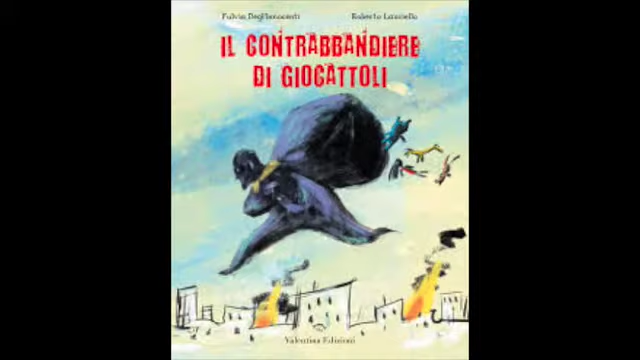 Fulvia Degl'Innocenti Roberto Lauciello
IL CONTRABBANDIERE
DI GIOCATTOLI
Valentina Edizioni